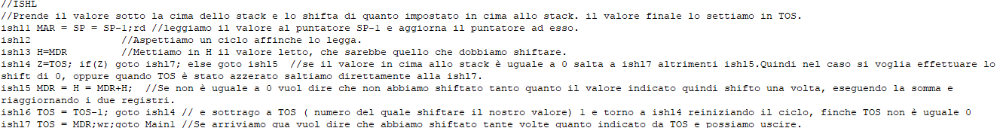 //ISHL
//Prende il valore sotto la cima dello stack e lo shifta di quanto impostato in cima allo stack. il valore finale lo settiamo in TOS.
ishl1 MAR = SP = SP-1;rd //leggiamo il valore al puntatore SP-1 e aggiorna il puntatore ad esso.
ishl2 //Aspettiamo un ciclo affinche lo legga.
ishl3 H=MDR //Mettiamo in H il valore letto, che sarebbe quello che dobbiamo shiftare.
ishl4 Z=TOS; if(Z) goto ishl7; else goto ishl5 //se il valore in cima allo stack è uguale a 0 salta a ishl7 altrimenti ishl5.Quindi nel caso si voglia effettuare lo
shift di 0, oppure quando TOS è stato azzerato saltiamo direttamente alla ishl7.
ishl5 MDR = H = MDR+H; //Se non è uguale a 0 vuol dire che non abbiamo shiftato tanto quanto il valore indicato quindi shifto una volta, eseguendo la somma e
riaggiornando i due registri.
ishl6 TOS = TOS-1; goto ishl4 // e sottrago a TOS ( numero del quale shiftare il nostro valore) 1 e torno a ishl4 reiniziando il ciclo, finche TOS non è uguale 0
ishl7 TOS = MDR;wr;goto Main1 //Se arriviamo qua vuol dire che abbiamo shiftato tante volte quanto indicato da TOS e possiamo uscire.